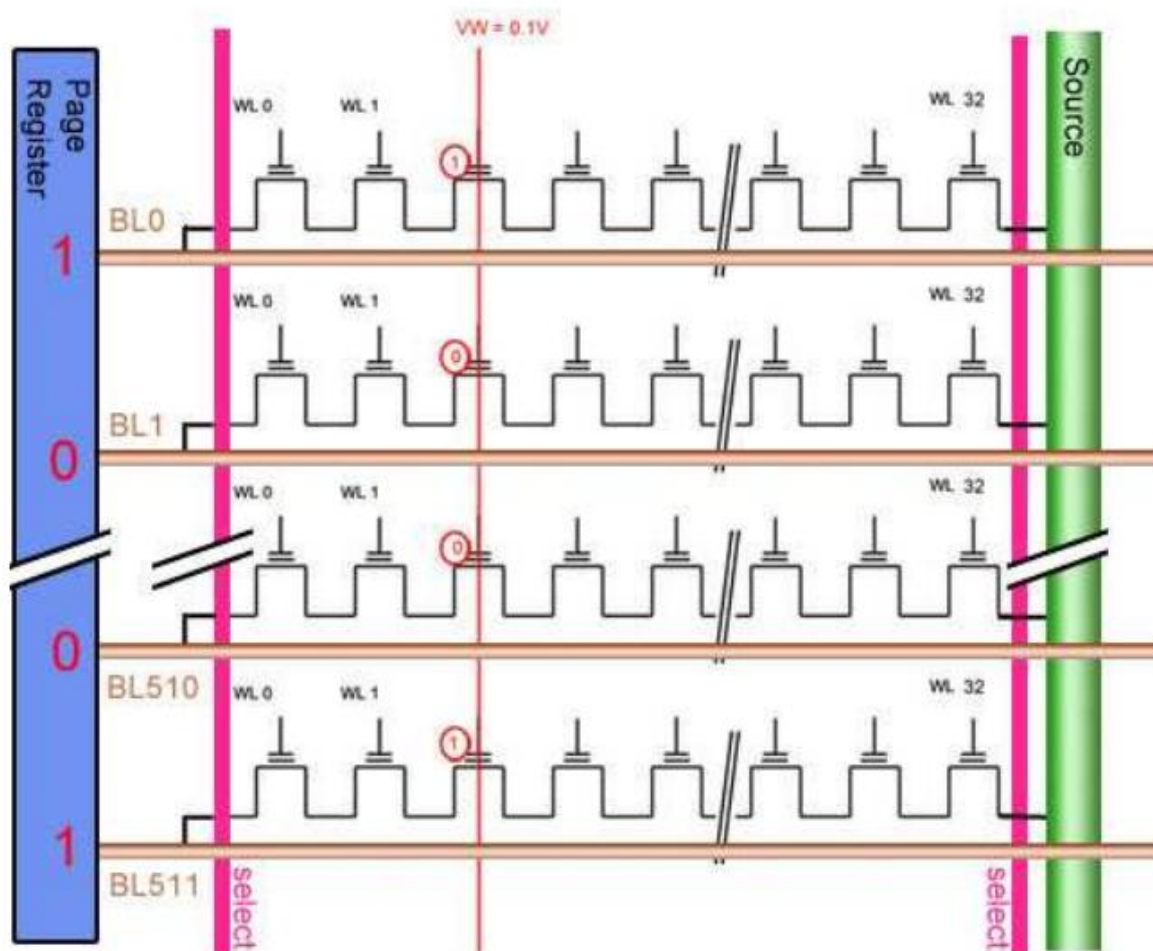 VW = 0.1V
Page
Register
Source
WL 0
WL 1
WL 32
1
BL0
1
WL 0
WL 1
WL 32
0
BL1
0
WL 0
WL 1
WL 32
0
0
BL510
WL 0
WL 1
WL 32
1
1
BL511
select
select